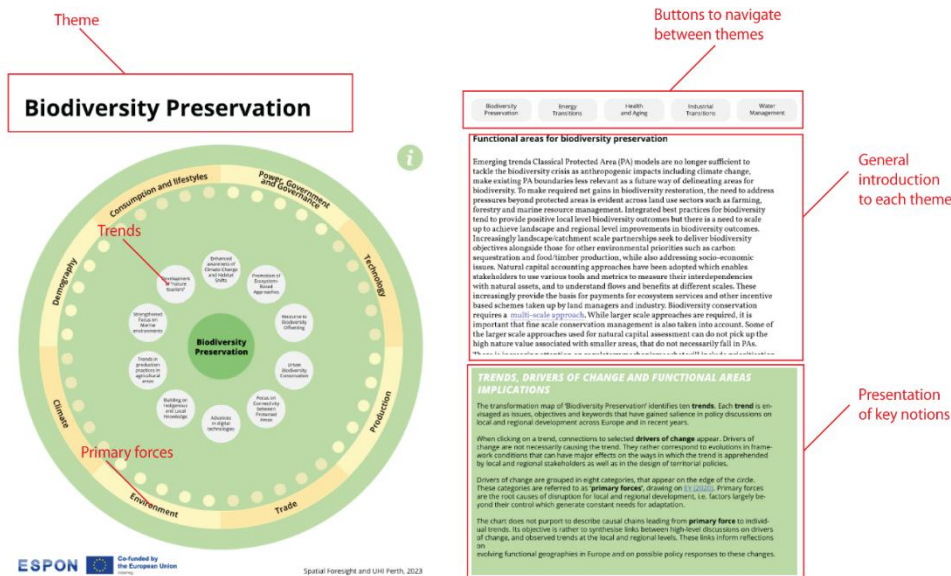 Theme
Biodiversity Preservation
i
Consumption and lifestyles
Power, Government
and Governance
Technology
Production
Trade
Environment
Climate
Demography
Trends
Primary forces
Development
of "nature
tourism"
Enhanced
awareness of
Climate Change
and Habitat
Shifts
Promotion of
Ecosystem-
Based
Approaches
Resource to
Biodiversity
Offsetting
Urban
Biodiversity
Conservation
Focus on
Connectivity
between
Protected
Areas
Advances
in digital
technologies
Building on
Indigenous
and Local
Knowledge
Trends in
production
practices in
agricultural
areas
Strengthened
Focus on
Marine
environments
Biodiversity
Preservation
ESPON
Co-funded by
the European Union
Spatial Foresight and UHI Perth, 2023
Buttons to navigate
between themes
Biodiversity
Preservation
Energy
Transitions
Health
and Aging
Industrial
Transitions
Water
Management
Functional areas for biodiversity preservation
Emerging trends Classical Protected Area (PA) models are no longer sufficient to
tackle the biodiversity crisis as anthropogenic impacts including climate change,
make existing PA boundaries less relevant as a future way of delineating areas for
biodiversity. To make required net gains in biodiversity restoration, the need to address
pressures beyond protected areas is evident across land use sectors such as farming,
forestry and marine resource management. Integrated best practices for biodiversity
tend to provide positive local level biodiversity outcomes but there is a need to scale
up to achieve landscape and regional level improvements in biodiversity outcomes.
Increasingly landscape/catchment scale partnerships seek to deliver biodiversity
objectives alongside those for other environmental priorities such as carbon
sequestration and food/timber production, while also addressing socio-economic
issues. Natural capital accounting approaches have been adopted which enables
stakeholders to use various tools and metrics to measure their interdependencies
with natural assets, and to understand flows and benefits at different scales. These
increasingly provide the basis for payments for ecosystem services and other incentive
based schemes taken up by land managers and industry. Biodiversity conservation
requires a multi-scale approach. While larger scale approaches are required, it is
important that fine scale conservation management is also taken into account. Some of
the larger scale approaches used for natural capital assessment can do not pick up the
high nature value associated with smaller areas, that do not necessarily fall in PAs.
General
introduction
to each theme
TRENDS, DRIVERS OF CHANGE AND FUNCTIONAL AREAS
IMPLICATIONS
The transformation map of 'Biodiversity Preservation' identifies ten trends. Each trend is en-
visaged as issues, objectives and keywords that have gained salience in policy discussions on
local and regional development across Europe and in recent years.
When clicking on a trend, connections to selected drivers of change appear. Drivers of
change are not necessarily causing the trend. They rather correspond to evolutions in frame-
work conditions that can have major effects on the ways in which the trend is apprehended
by local and regional stakeholders as well as in the design of territorial policies.
Drivers of change are grouped in eight categories, that appear on the edge of the circle.
These categories are referred to as 'primary forces', drawing on EY (2020). Primary forces
are the root causes of disruption for local and regional development, i.e. factors largely be-
yond their control which generate constant needs for adaptation.
The chart does not purport to describe causal chains leading from primary force to individ-
ual trends. Its objective is rather to synthesise links between high-level discussions on drivers
of change, and observed trends at the local and regional levels. These links inform reflections
on
evolving functional geographies in Europe and on possible policy responses to these changes.
Presentation
of key notions